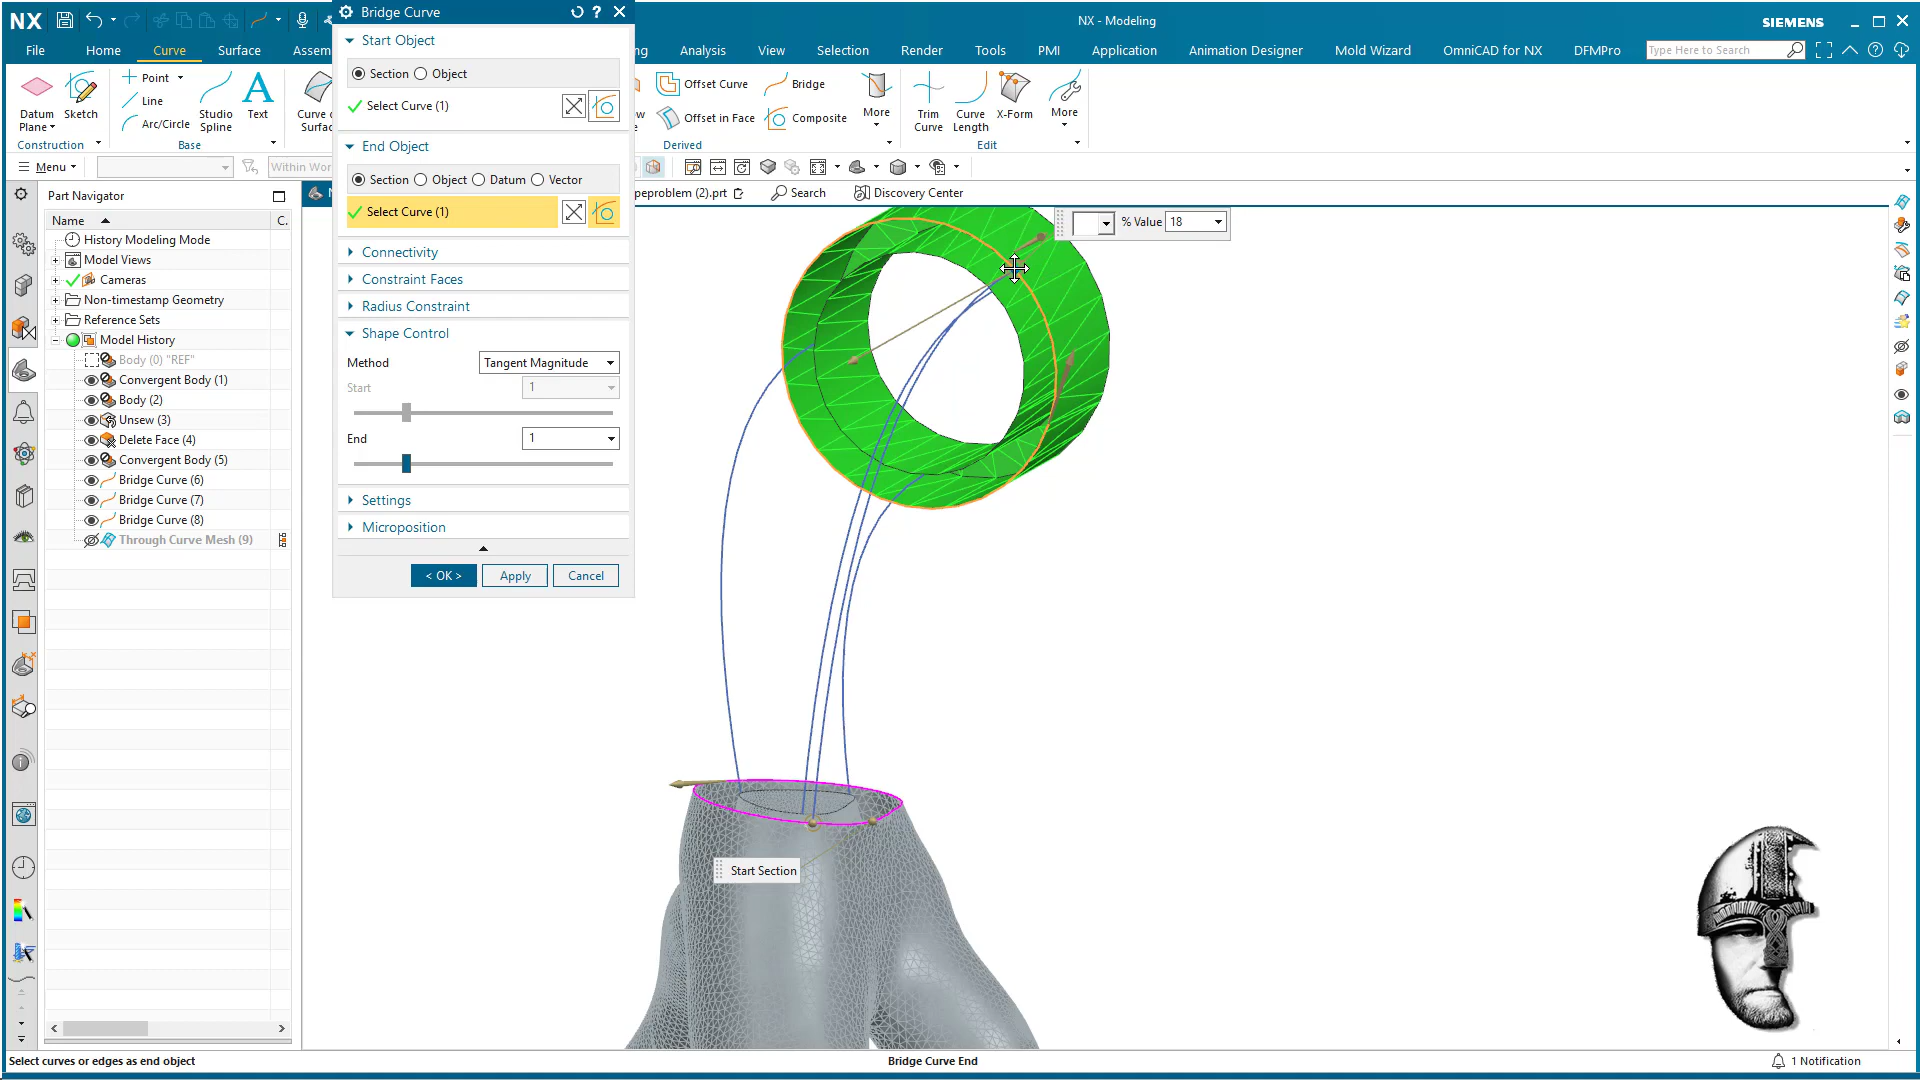 NX
NX - Modeling
SIEMENS
File
Home
Curve
Surface
Assem
ng
Analysis
View
Selection
Render
Tools
PMI
Application
Animation Designer
Mold Wizard
OmniCAD for NX
DFMPro
Type Here to Search
Datum
Plane
Sketch
Construction
Point
Line
Arc/Circle
Studio
Spline
Text
Base
Curve o
Surfac
Offset Curve
Offset in Face
Bridge
Composite
More
Derived
Trim
Curve
Curve
Length
X-Form
More
Edit
Menu
Within Wor
Part Navigator
peproblem (2).prt
Search
Discovery Center
Name
C.
History Modeling Mode
Model Views
Cameras
Non-timestamp Geometry
Reference Sets
Model History
Body (0) "REF"
Convergent Body (1)
Body (2)
Unsew (3)
Delete Face (4)
Convergent Body (5)
Bridge Curve (6)
Bridge Curve (7)
Bridge Curve (8)
Through Curve Mesh (9)
Bridge Curve
Start Object
Section
Object
Select Curve (1)
End Object
Section
Object
Datum
Vector
Select Curve (1)
Connectivity
Constraint Faces
Radius Constraint
Shape Control
Method
Tangent Magnitude
Start
1
End
1
Settings
Microposition
< OK >
Apply
Cancel
% Value
18
Start Section
Select curves or edges as end object
Bridge Curve End
1 Notification